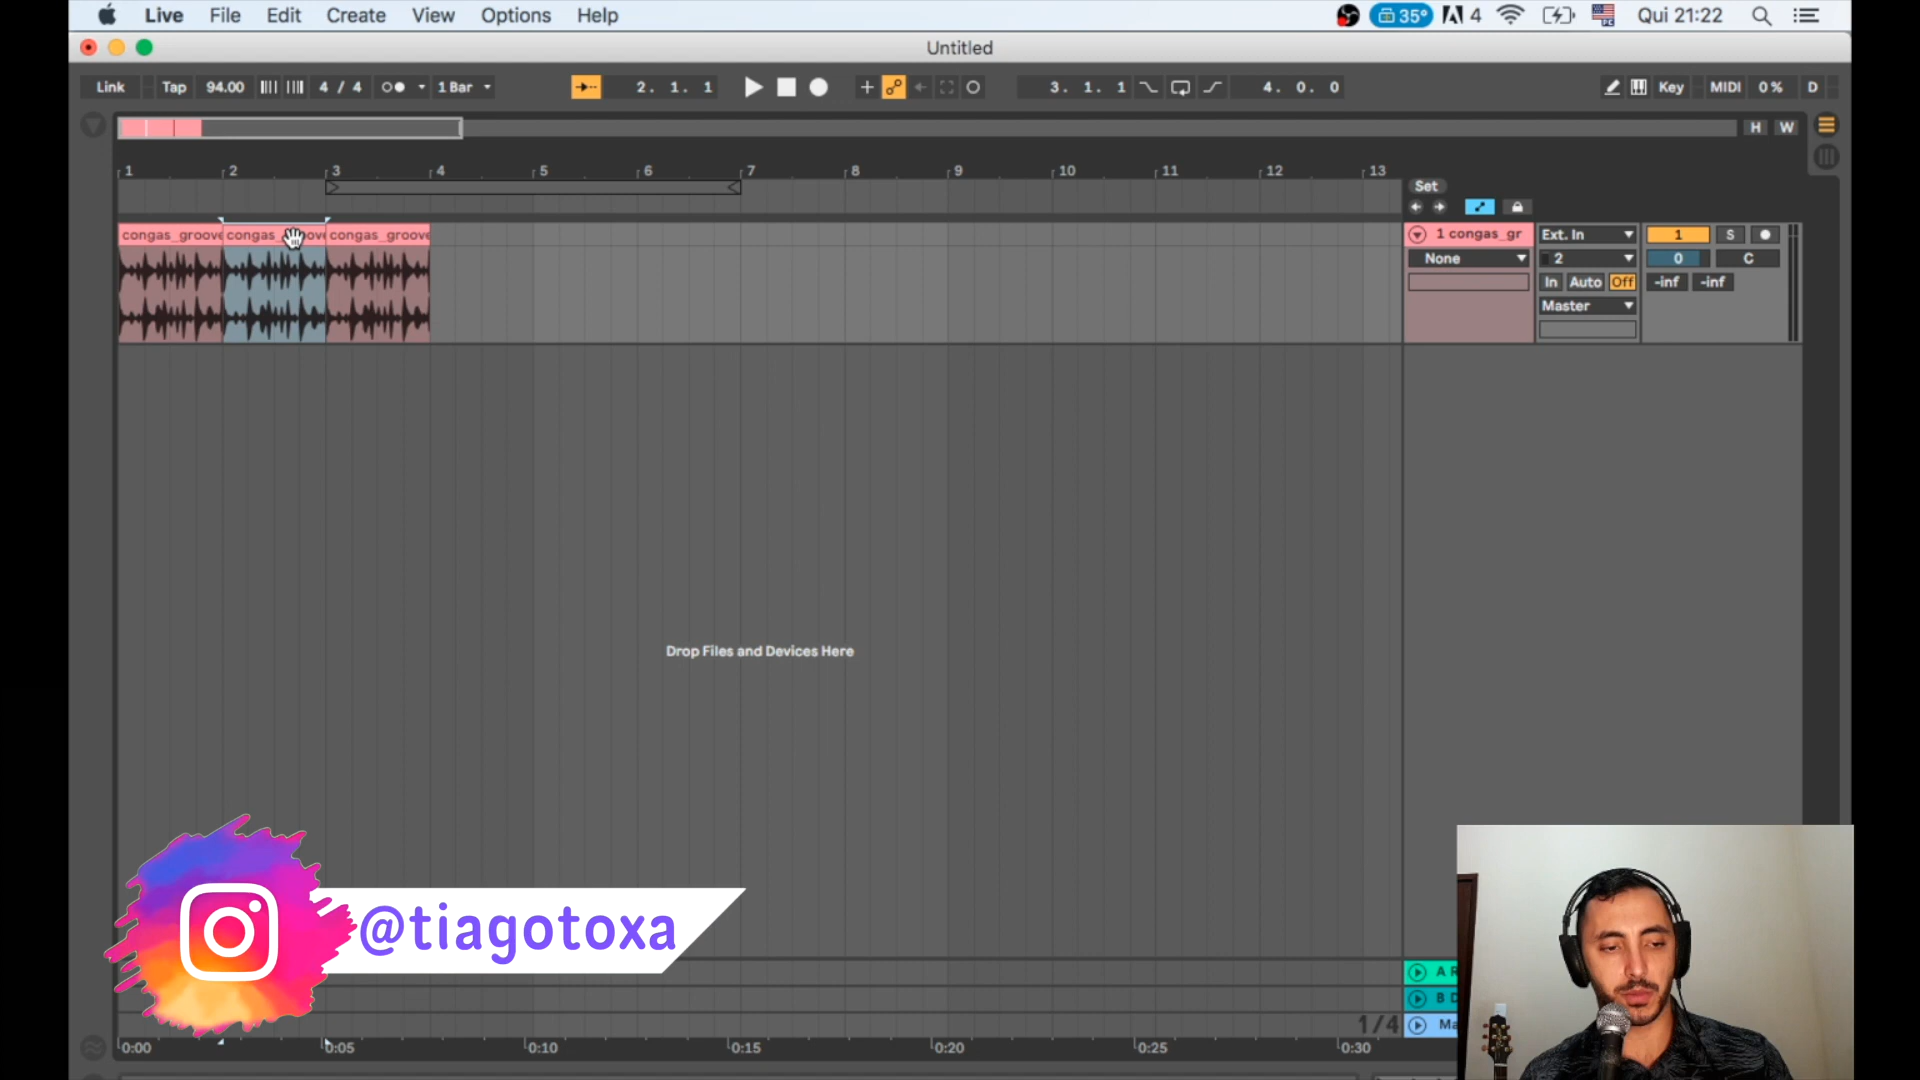 Live File Edit Create View Options Help 35° 4 Qui 21:22
Untitled
Link Tap 94.00 4 / 4 1 Bar 2. 1. 1 3. 1. 1 4. 0. 0 Key MIDI 0 % D
H W
1 2 3 4 5 6 7 8 9 10 11 12 13
Set
congas_groove congas_ ove congas_groove 1 congas_gr Ext. In 1 S
None 2 0 C
In Auto Off -inf -inf
Master
Drop Files and Devices Here
@tiagotoxa
A R
B D
1/4 Ma
0:00 0:05 0:10 0:15 0:20 0:25 0:30